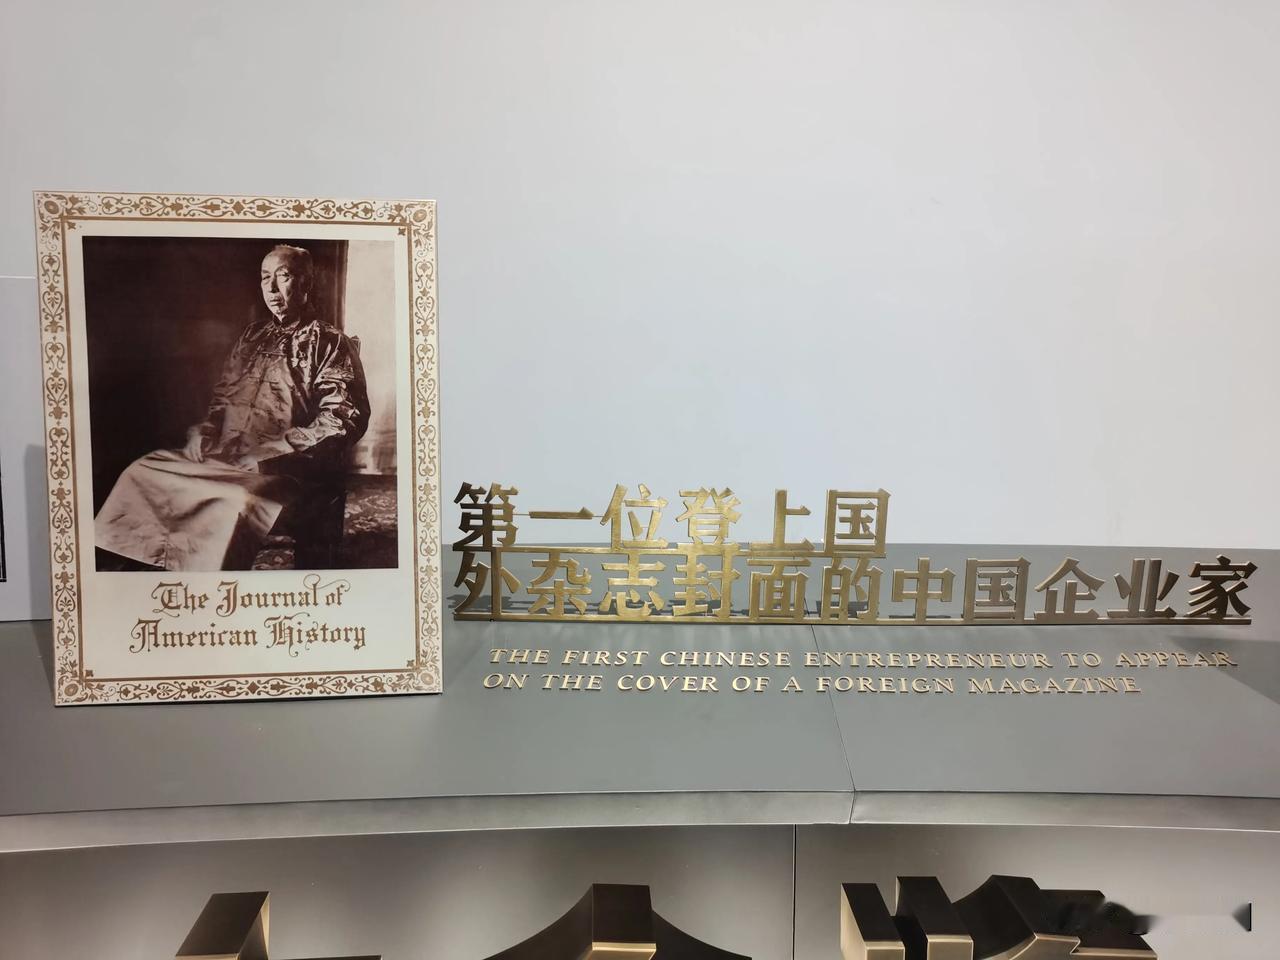 The Journal of
American History
第一位登上国
外杂志封面的中国企业家
THE FIRST CHINESE ENTREPRENEUR TO APPEAR
ON THE COVER OF A FOREIGN MAGAZINE